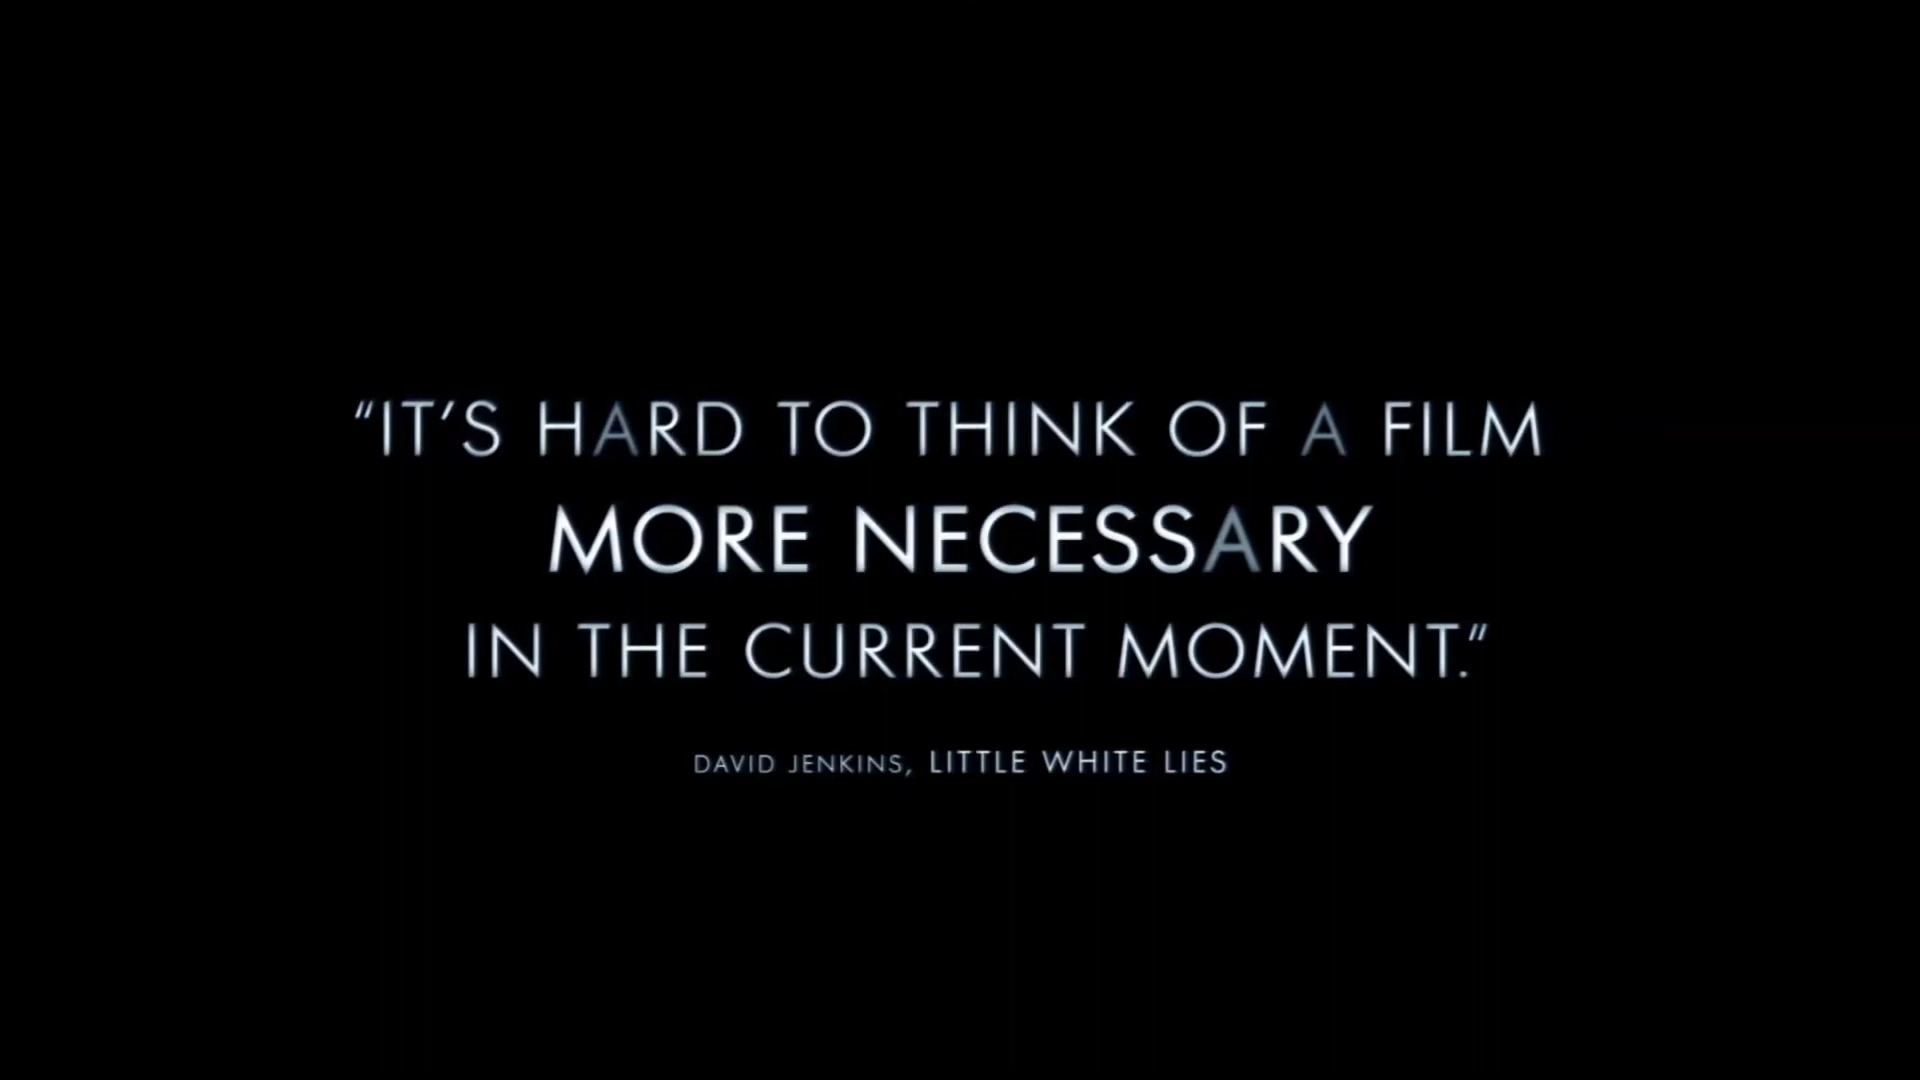 “IT’S HARD TO THINK OF A FILM
MORE NECESSARY
IN THE CURRENT MOMENT.”
DAVID JENKINS, LITTLE WHITE LIES